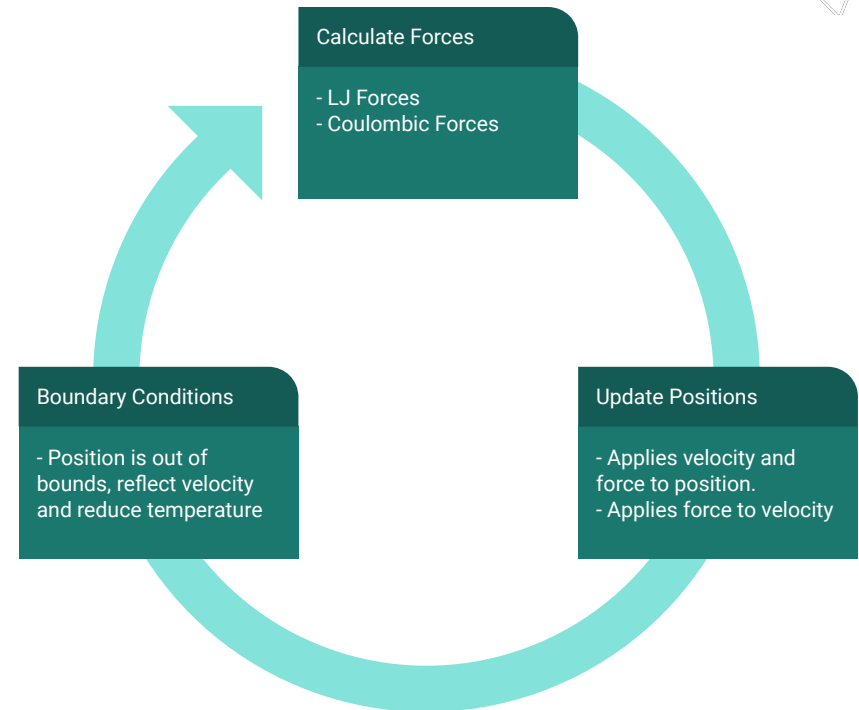 Calculate Forces
- LJ Forces
- Coulombic Forces
Update Positions
- Applies velocity and
force to position.
- Applies force to velocity
Boundary Conditions
- Position is out of
bounds, reflect velocity
and reduce temperature